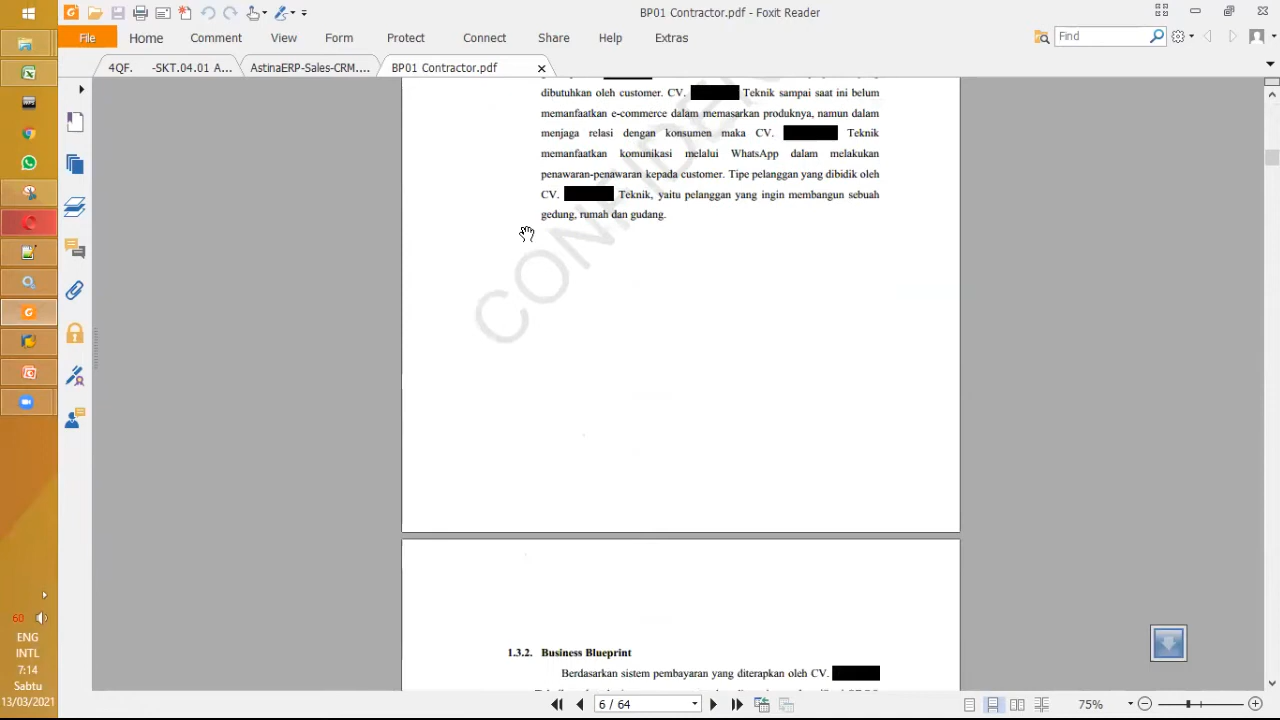 BP01 Contractor.pdf - Foxit Reader
File Home Comment View Form Protect Connect Share Help Extras
Find
4QF. -SKT.04.01 A... AstinaERP-Sales-CRM.... BP01 Contractor.pdf
dibutuhkan oleh customer. CV. Teknik sampai saat ini belum
memanfaatkan e-commerce dalam memasarkan produknya, namun dalam
menjaga relasi dengan konsumen maka CV. Teknik
memanfaatkan komunikasi melalui WhatsApp dalam melakukan
penawaran-penawaran kepada customer. Tipe pelanggan yang dibidik oleh
CV. Teknik, yaitu pelanggan yang ingin membangun sebuah
gedung, rumah dan gudang.
1.3.2. Business Blueprint
Berdasarkan sistem pembayaran yang diterapkan oleh CV.
60
ENG
INTL
7:14
Sabtu
13/03/2021
6 / 64
75%